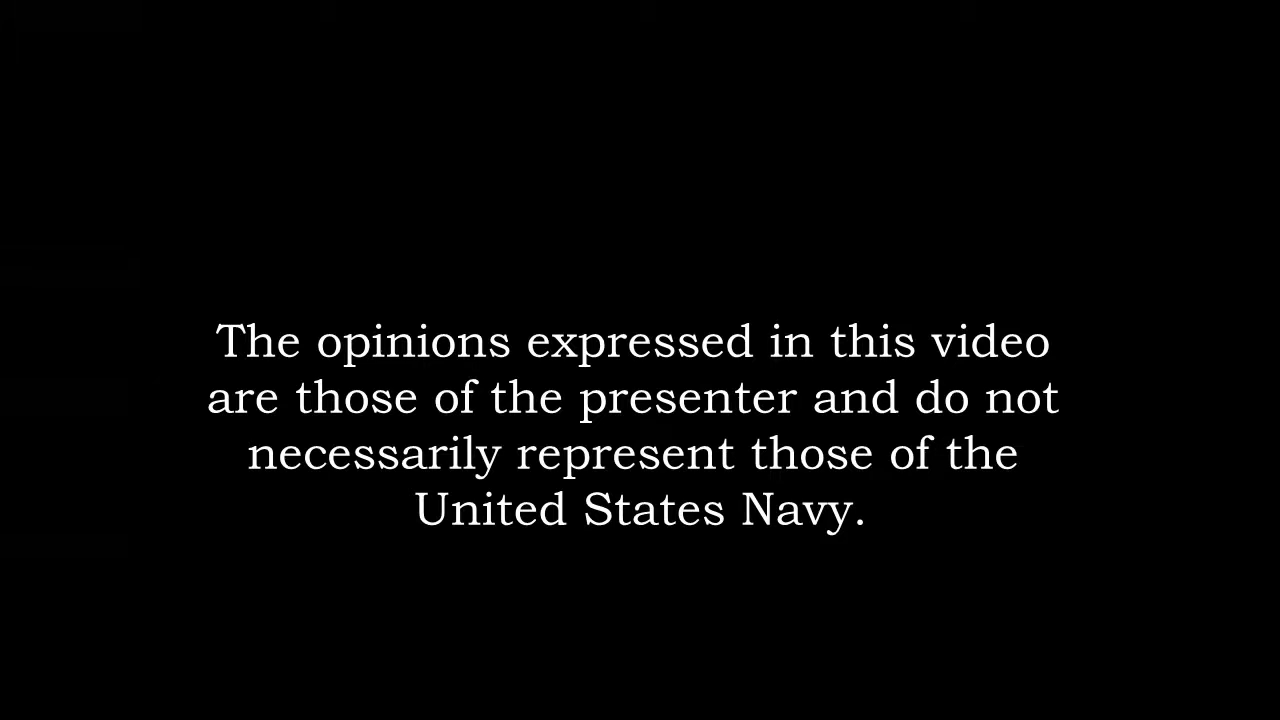 The opinions expressed in this video
are those of the presenter and do not
necessarily represent those of the
United States Navy.